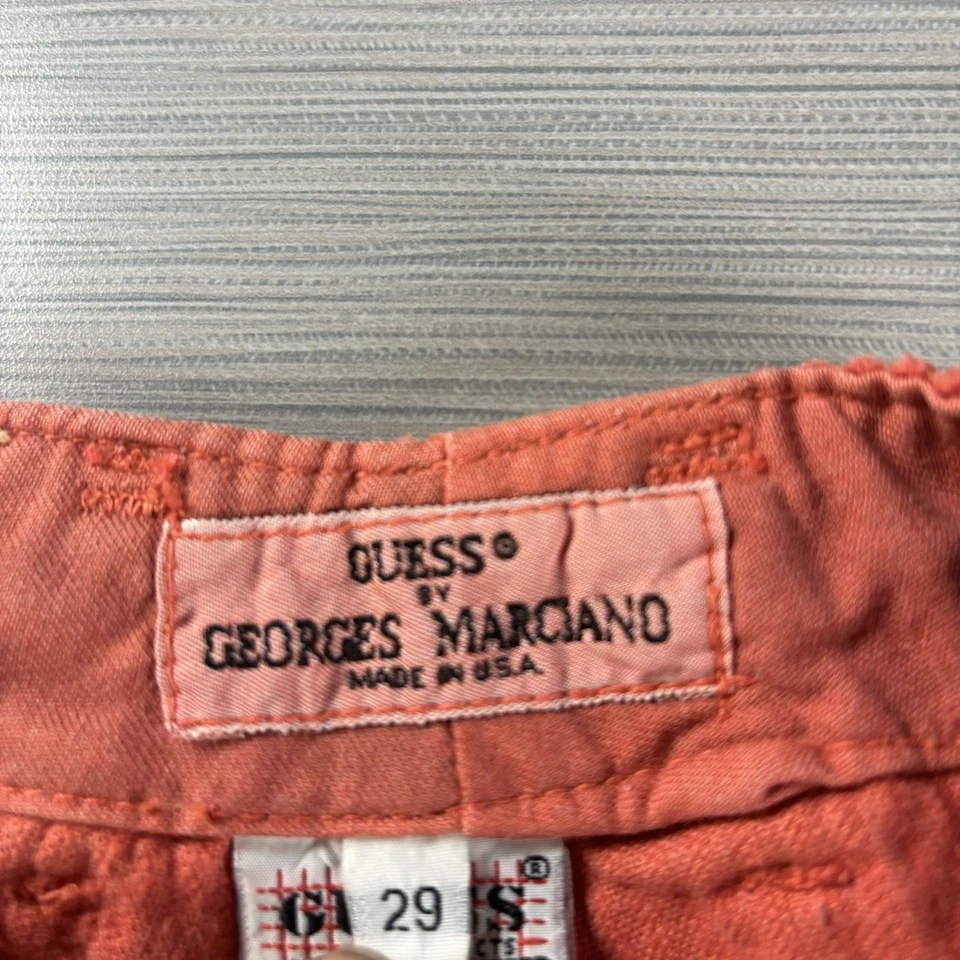 GUESS®
BY
GEORGES MARCIANO
MADE IN U.S.A.
29
®